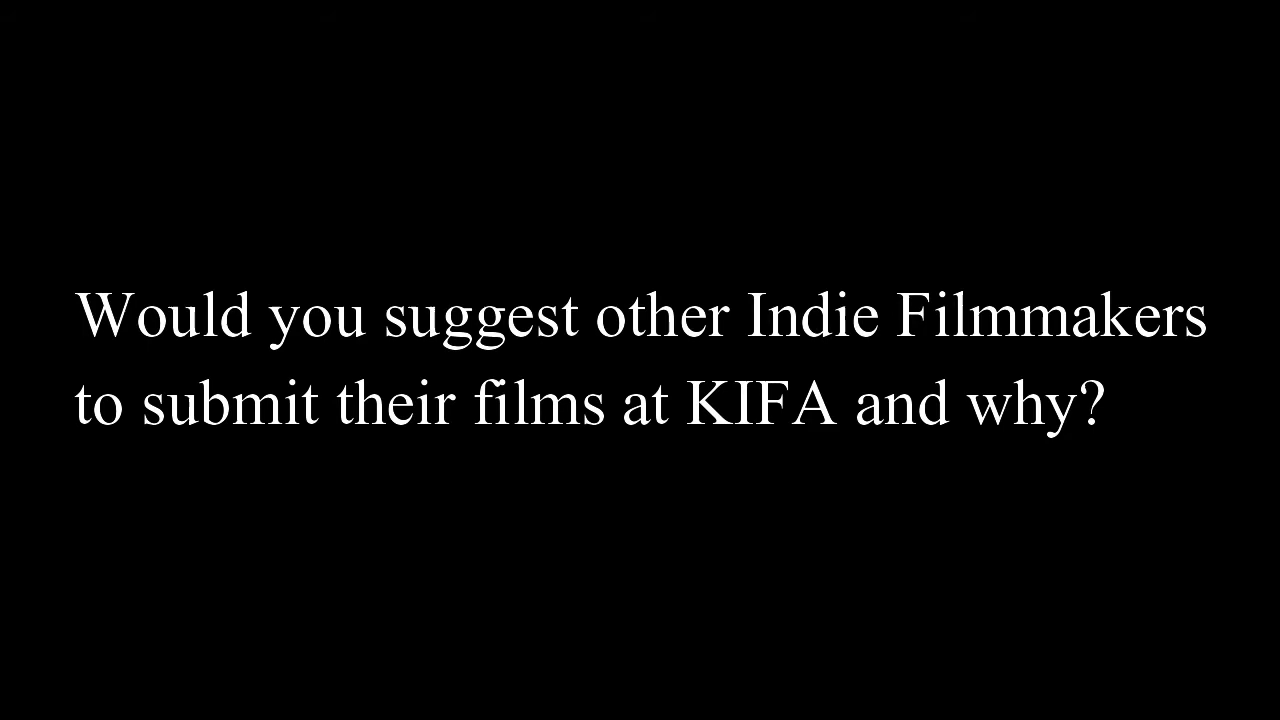 Would you suggest other Indie Filmmakers
to submit their films at KIFA and why?